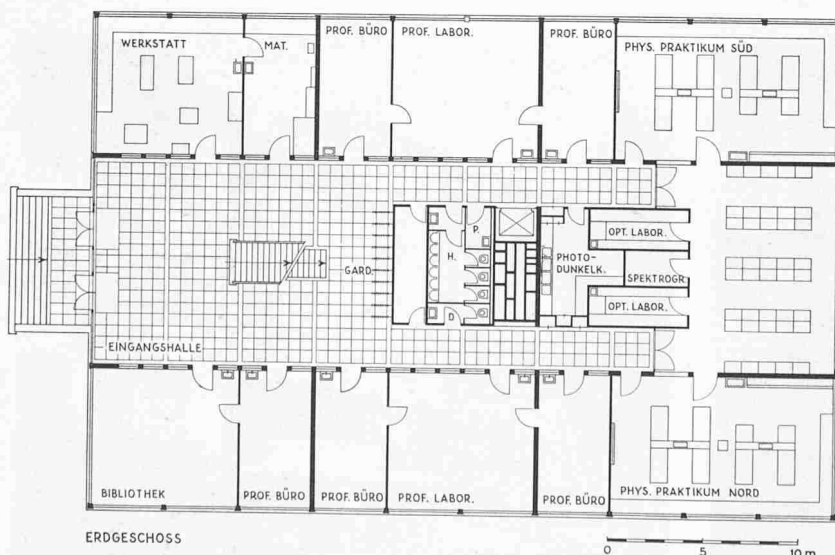 WERKSTATT
MAT.
PROF. BÜRO
PROF. LABOR.
PROF. BÜRO
PHYS. PRAKTIKUM SÜD
P.
H.
D
GARD.
PHOTO-
DUNKELK.
OPT. LABOR.
SPEKTROGR.
OPT. LABOR.
EINGANGSHALLE
BIBLIOTHEK
PROF. BÜRO
PROF. BÜRO
PROF. LABOR.
PROF. BÜRO
PHYS. PRAKTIKUM NORD
ERDGESCHOSS
0 5 10 m